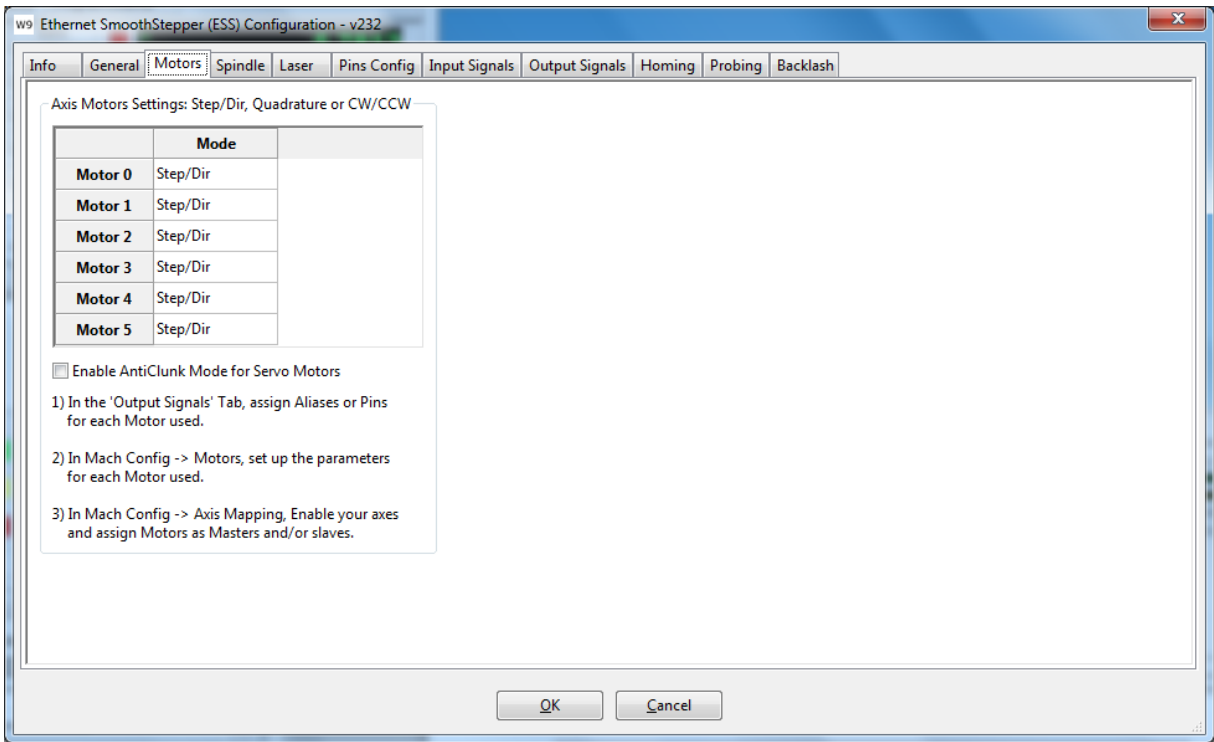 W9 Ethernet SmoothStepper (ESS) Configuration - v232
Info General Motors Spindle Laser Pins Config Input Signals Output Signals Homing Probing Backlash
Axis Motors Settings: Step/Dir, Quadrature or CW/CCW
Mode
Motor 0 Step/Dir
Motor 1 Step/Dir
Motor 2 Step/Dir
Motor 3 Step/Dir
Motor 4 Step/Dir
Motor 5 Step/Dir
Enable AntiClunk Mode for Servo Motors
1) In the 'Output Signals' Tab, assign Aliases or Pins
for each Motor used.
2) In Mach Config -> Motors, set up the parameters
for each Motor used.
3) In Mach Config -> Axis Mapping, Enable your axes
and assign Motors as Masters and/or slaves.
OK Cancel